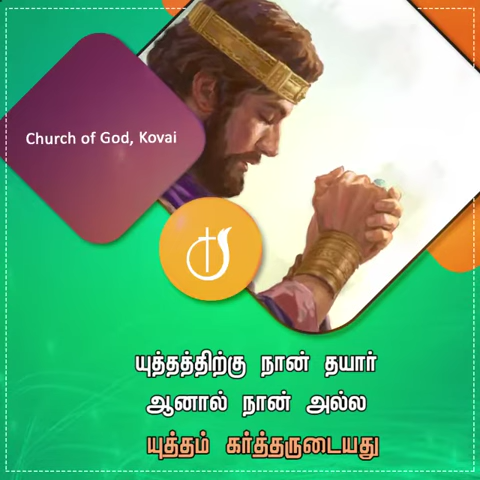 Church of God, Kovai
யுத்தத்திற்கு நான் தயார்
ஆனால் நான் அல்ல
யுத்தம் கர்த்தருடையது